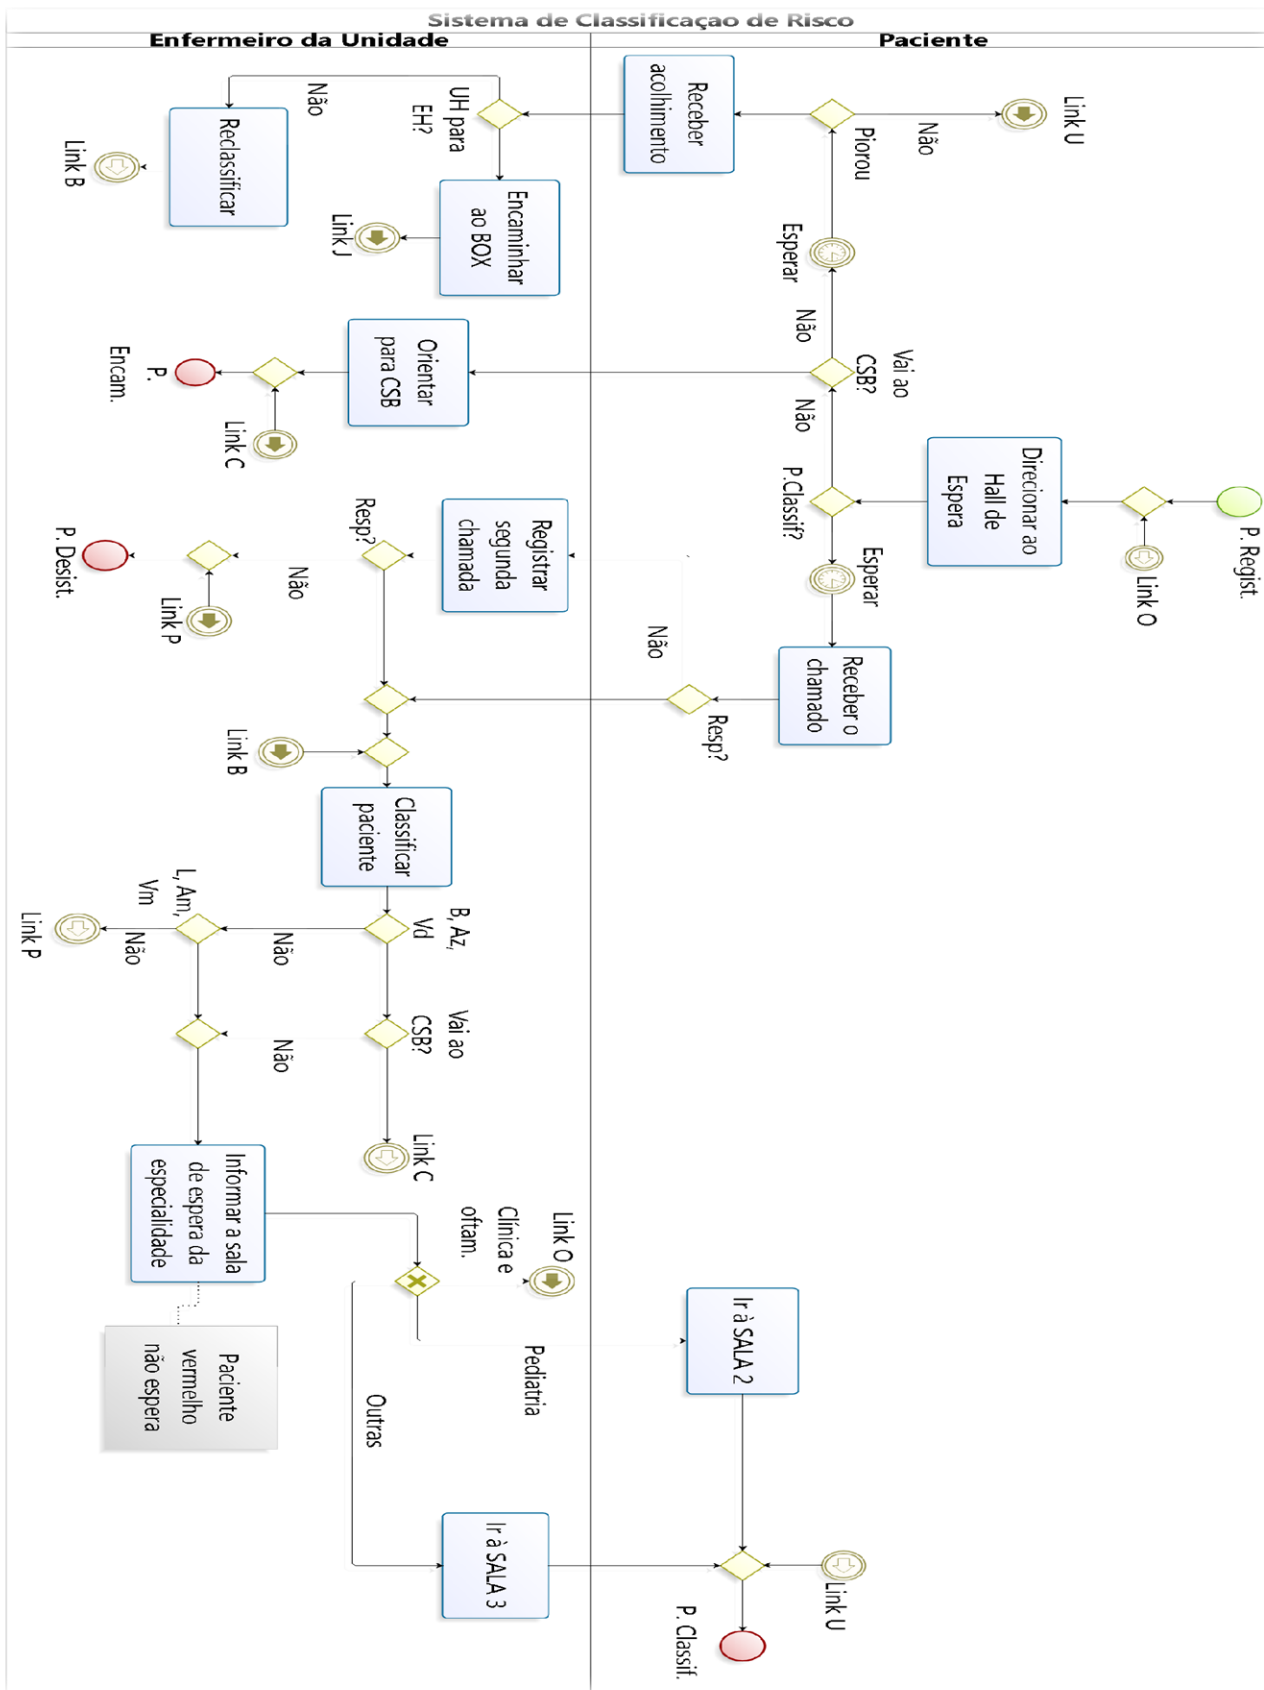 Sistema de Classificaçao de Risco
Enfermeiro da Unidade
Paciente
Link U
Não
Piorou
Receber
acolhimento
UH para
EH?
Não
Reclassificar
Link B
Encaminhar
ao BOX
Link J
Esperar
Não
Vai ao
CSB?
Orientar
para CSB
P.
Encam.
Link C
Não
P.Classif?
Direcionar ao
Hall de
Espera
P. Regist.
Link O
Esperar
Receber o
chamado
Resp?
Não
Registrar
segunda
chamada
Resp?
Não
P. Desist.
Link P
Link B
Classificar
paciente
B, Az,
Vd
Não
L, Am,
Vm
Não
Link P
Vai ao
CSB?
Não
Link C
Informar a sala
de espera da
especialidade
Paciente
vermelho
não espera
Link O
Clínica e
oftam.
Pediatria
Outras
Ir à SALA 2
Ir à SALA 3
Link U
P. Classif.